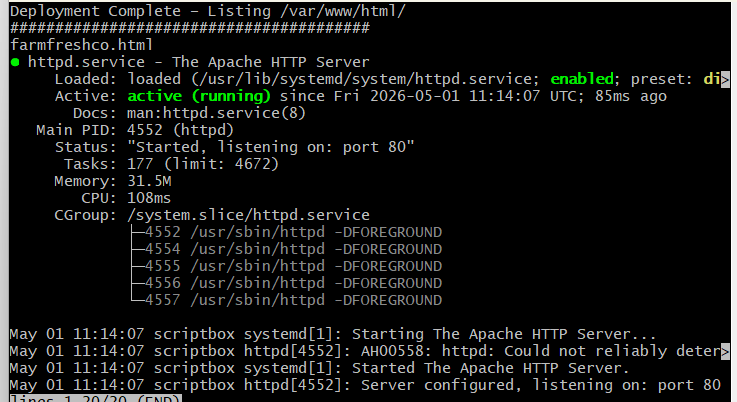 Deployment Complete – Listing /var/www/html/
########################################
farmfreshco.html
● httpd.service - The Apache HTTP Server
Loaded: loaded (/usr/lib/systemd/system/httpd.service; enabled; preset: di>
Active: active (running) since Fri 2026-05-01 11:14:07 UTC; 85ms ago
Docs: man:httpd.service(8)
Main PID: 4552 (httpd)
Status: "Started, listening on: port 80"
Tasks: 177 (limit: 4672)
Memory: 31.5M
CPU: 108ms
CGroup: /system.slice/httpd.service
├─4552 /usr/sbin/httpd -DFOREGROUND
├─4554 /usr/sbin/httpd -DFOREGROUND
├─4555 /usr/sbin/httpd -DFOREGROUND
├─4556 /usr/sbin/httpd -DFOREGROUND
└─4557 /usr/sbin/httpd -DFOREGROUND
May 01 11:14:07 scriptbox systemd[1]: Starting The Apache HTTP Server...
May 01 11:14:07 scriptbox httpd[4552]: AH00558: httpd: Could not reliably deter>
May 01 11:14:07 scriptbox systemd[1]: Started The Apache HTTP Server.
May 01 11:14:07 scriptbox httpd[4552]: Server configured, listening on: port 80
lines 1-20/20 (END)